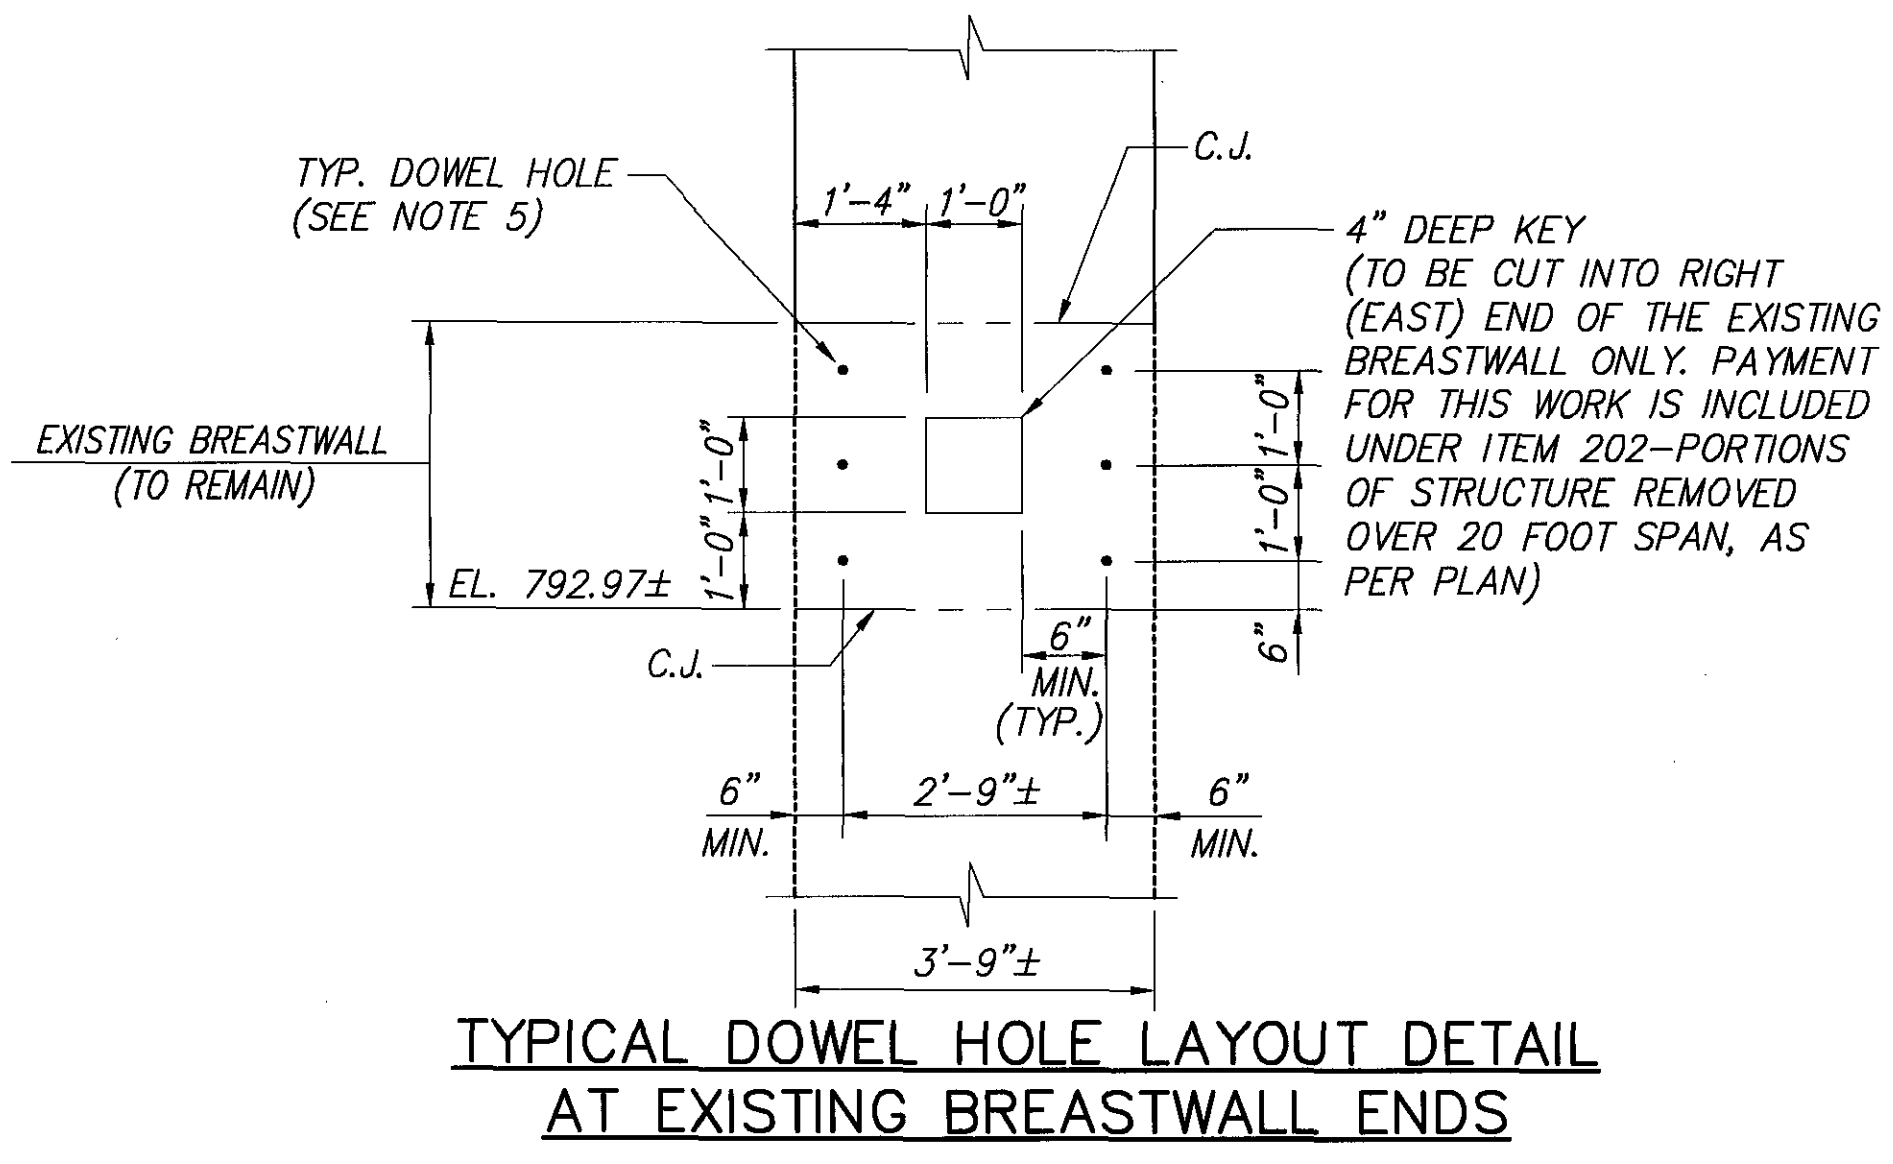 TYP. DOWEL HOLE
(SEE NOTE 5)
C.J.
1'-4" 1'-0"
4" DEEP KEY
(TO BE CUT INTO RIGHT
(EAST) END OF THE EXISTING
BREASTWALL ONLY. PAYMENT
FOR THIS WORK IS INCLUDED
UNDER ITEM 202-PORTIONS
OF STRUCTURE REMOVED
OVER 20 FOOT SPAN, AS
PER PLAN)
EXISTING BREASTWALL
(TO REMAIN)
1'-0"
1'-0"
1'-0"
1'-0"
6"
EL. 792.97±
C.J.
6"
MIN.
(TYP.)
6"
MIN.
2'-9"±
6"
MIN.
3'-9"±
TYPICAL DOWEL HOLE LAYOUT DETAIL
AT EXISTING BREASTWALL ENDS